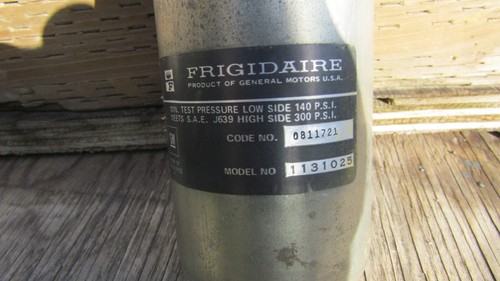 FRIGIDAIRE
PRODUCT OF GENERAL MOTORS U.S.A.
TEST PRESSURE LOW SIDE 140 P.S.I.
S.A.E. J639 HIGH SIDE 300 P.S.I.
CODE NO. 0811721
MODEL NO 1131025